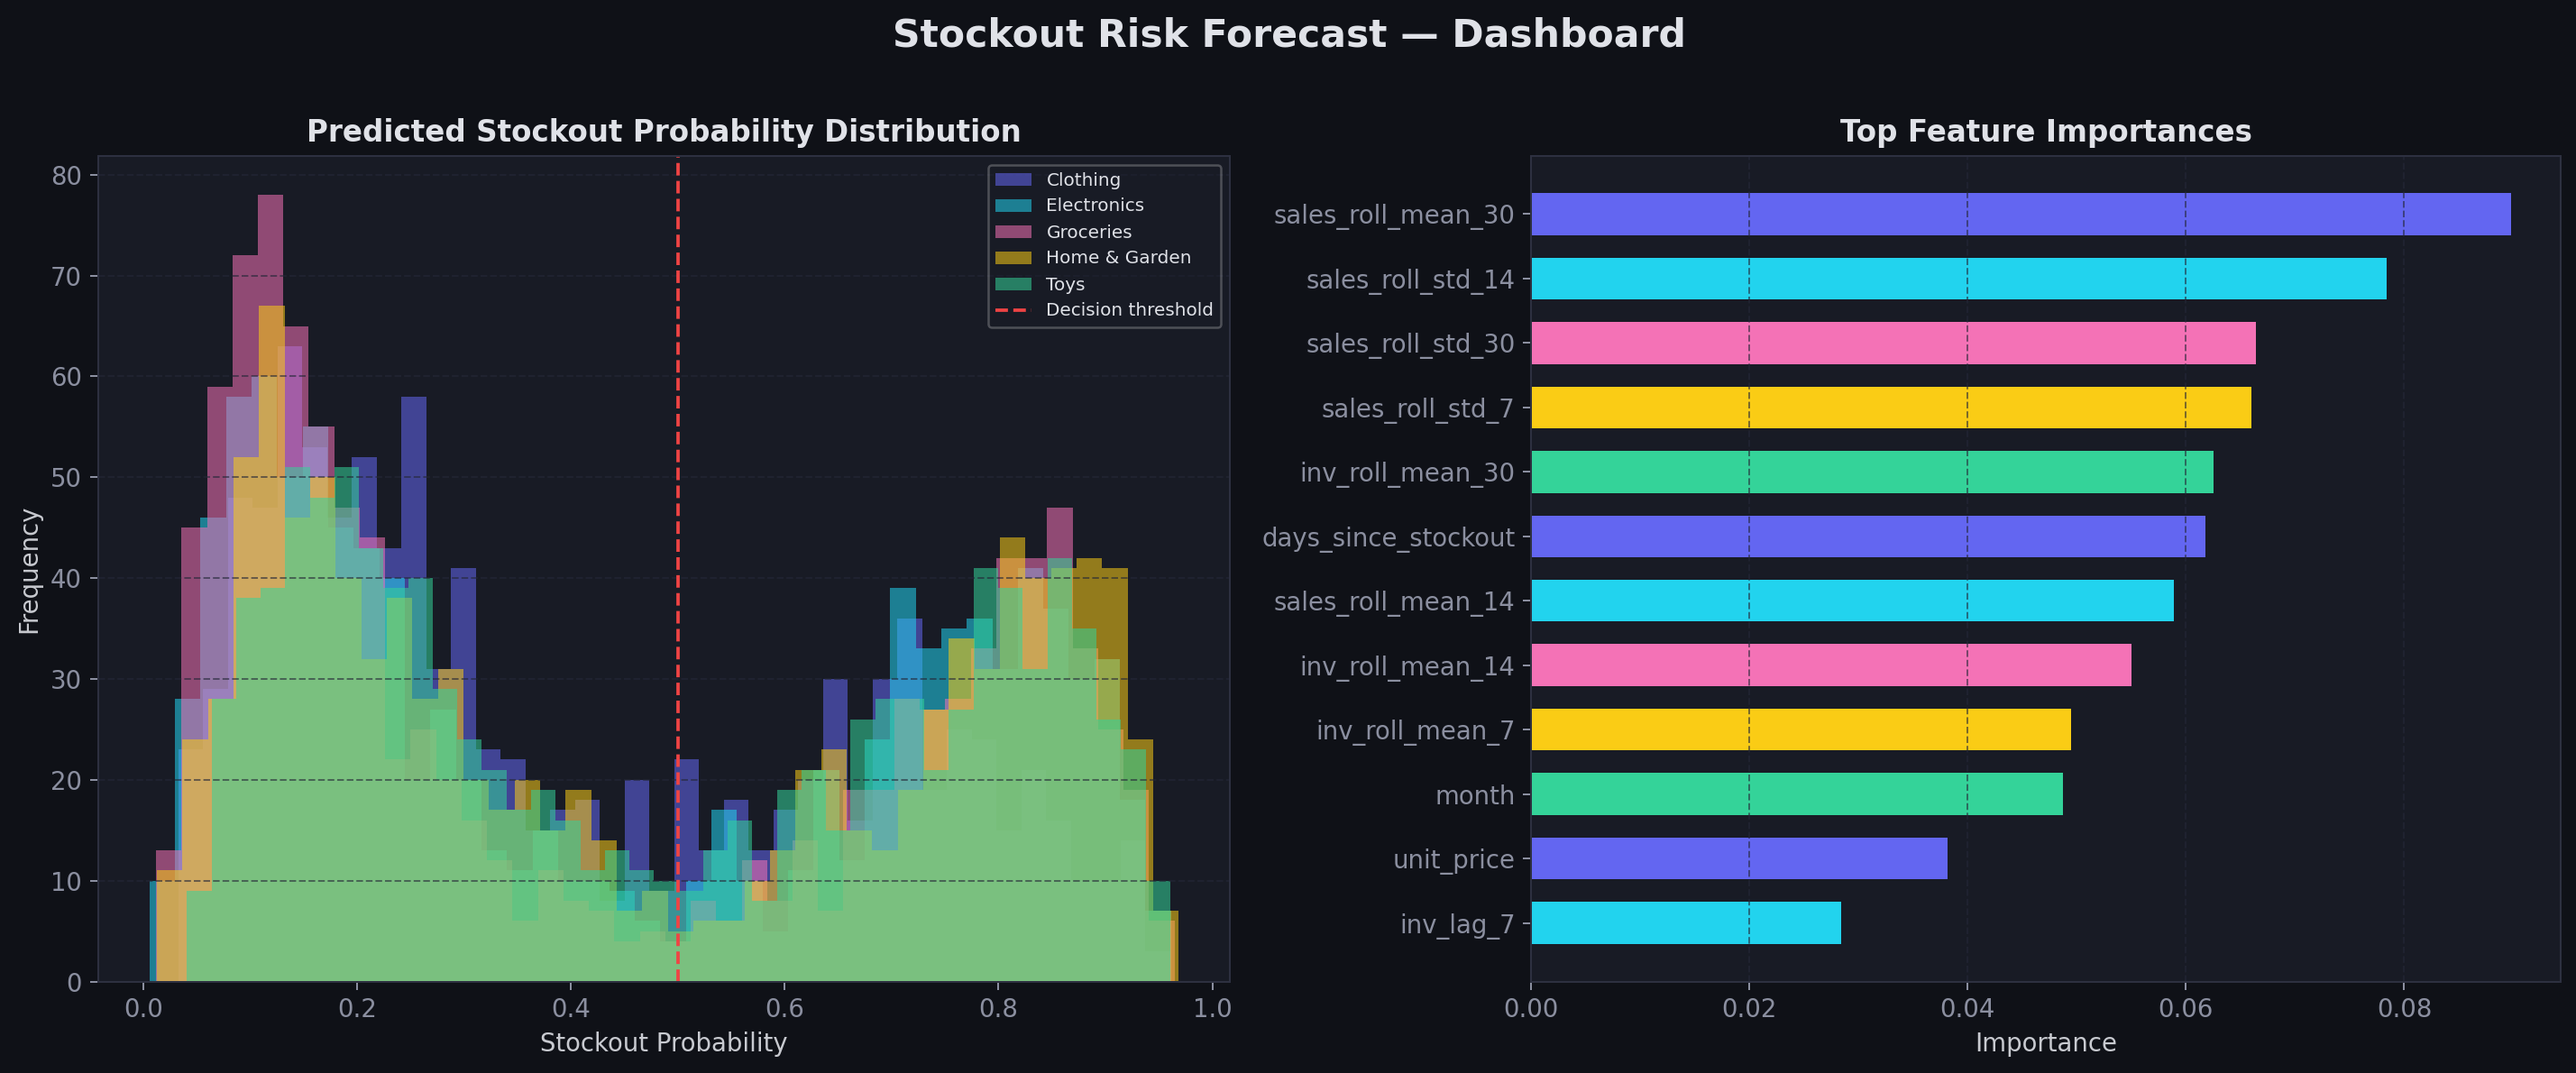 Stockout Risk Forecast — Dashboard
Predicted Stockout Probability Distribution
80
70
60
50
40
30
20
10
0
Frequency
0.0 0.2 0.4 0.6 0.8 1.0
Stockout Probability
Clothing
Electronics
Groceries
Home & Garden
Toys
Decision threshold
Top Feature Importances
sales_roll_mean_30
sales_roll_std_14
sales_roll_std_30
sales_roll_std_7
inv_roll_mean_30
days_since_stockout
sales_roll_mean_14
inv_roll_mean_14
inv_roll_mean_7
month
unit_price
inv_lag_7
0.00 0.02 0.04 0.06 0.08
Importance